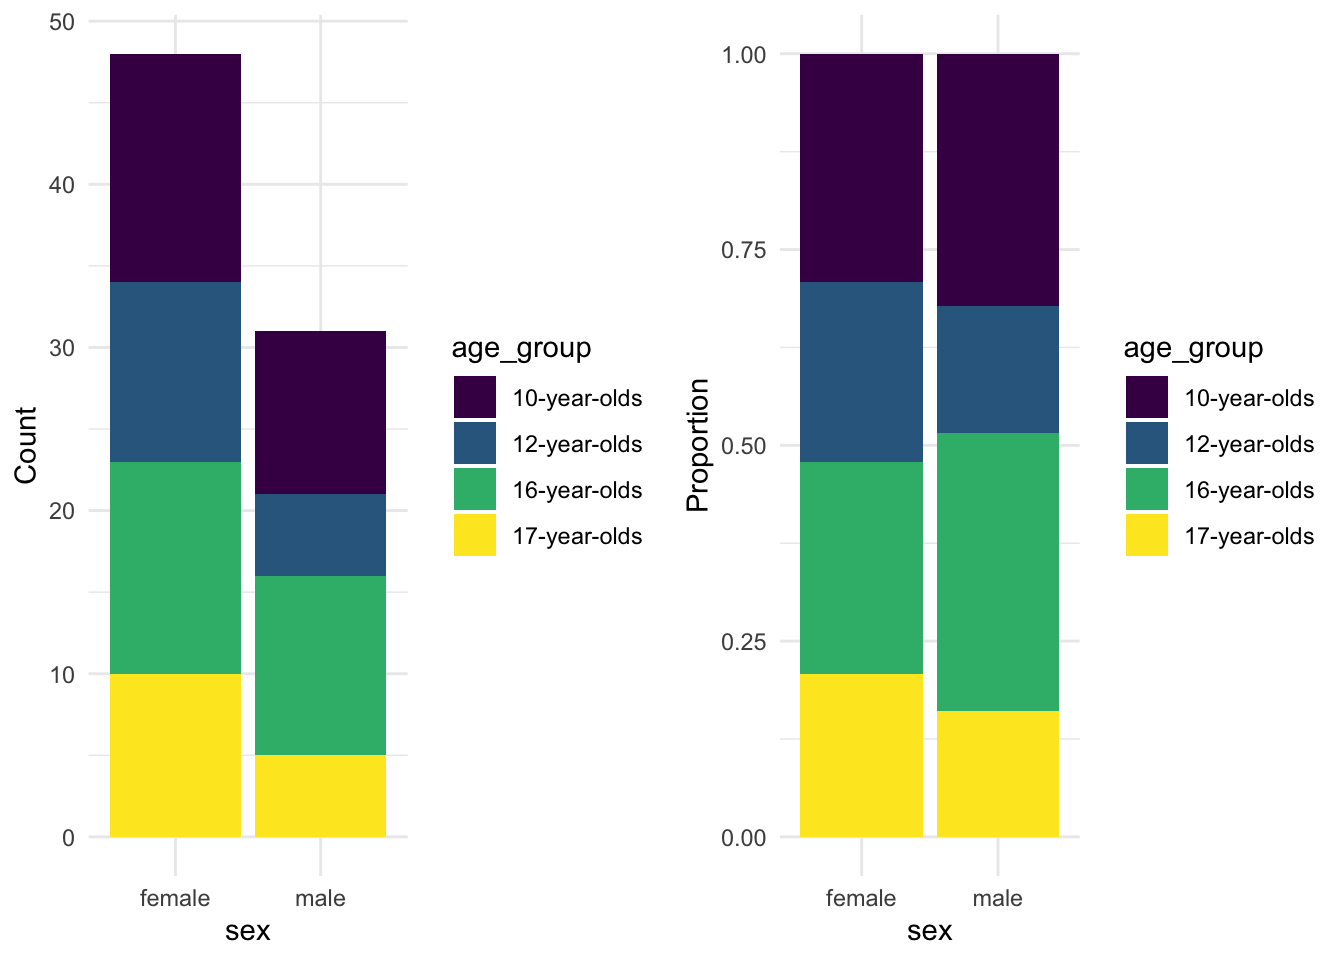 50
40
30
20
10
0
Count
female
male
sex
age_group
10-year-olds
12-year-olds
16-year-olds
17-year-olds
1.00
0.75
0.50
0.25
0.00
Proportion
female
male
sex
age_group
10-year-olds
12-year-olds
16-year-olds
17-year-olds